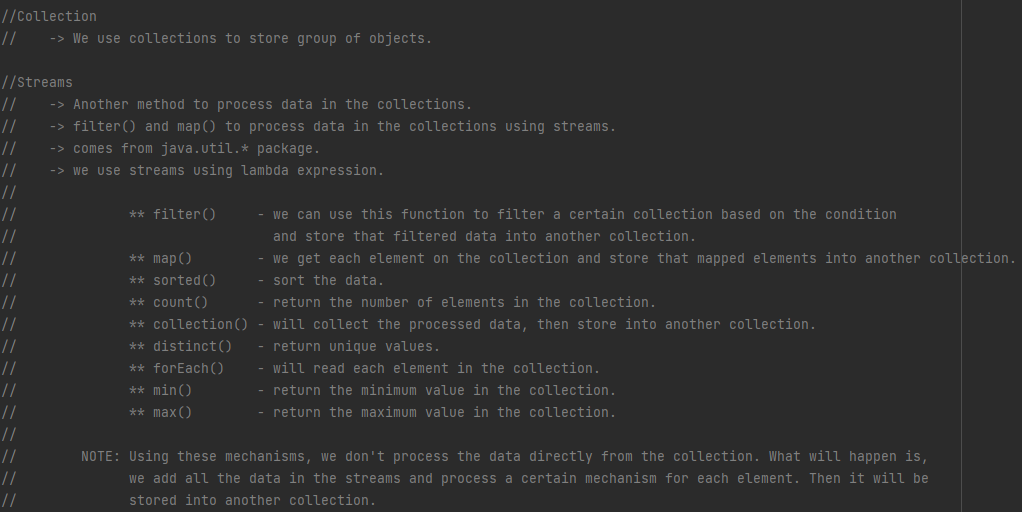 //Collection
//    -> We use collections to store group of objects.
//Streams
//    -> Another method to process data in the collections.
//    -> filter() and map() to process data in the collections using streams.
//    -> comes from java.util.* package.
//    -> we use streams using lambda expression.
//
//              ** filter()     - we can use this function to filter a certain collection based on the condition
//                                and store that filtered data into another collection.
//              ** map()        - we get each element on the collection and store that mapped elements into another collection.
//              ** sorted()     - sort the data.
//              ** count()      - return the number of elements in the collection.
//              ** collection() - will collect the processed data, then store into another collection.
//              ** distinct()   - return unique values.
//              ** forEach()    - will read each element in the collection.
//              ** min()        - return the minimum value in the collection.
//              ** max()        - return the maximum value in the collection.
//
//        NOTE: Using these mechanisms, we don't process the data directly from the collection. What will happen is,
//              we add all the data in the streams and process a certain mechanism for each element. Then it will be
//              stored into another collection.